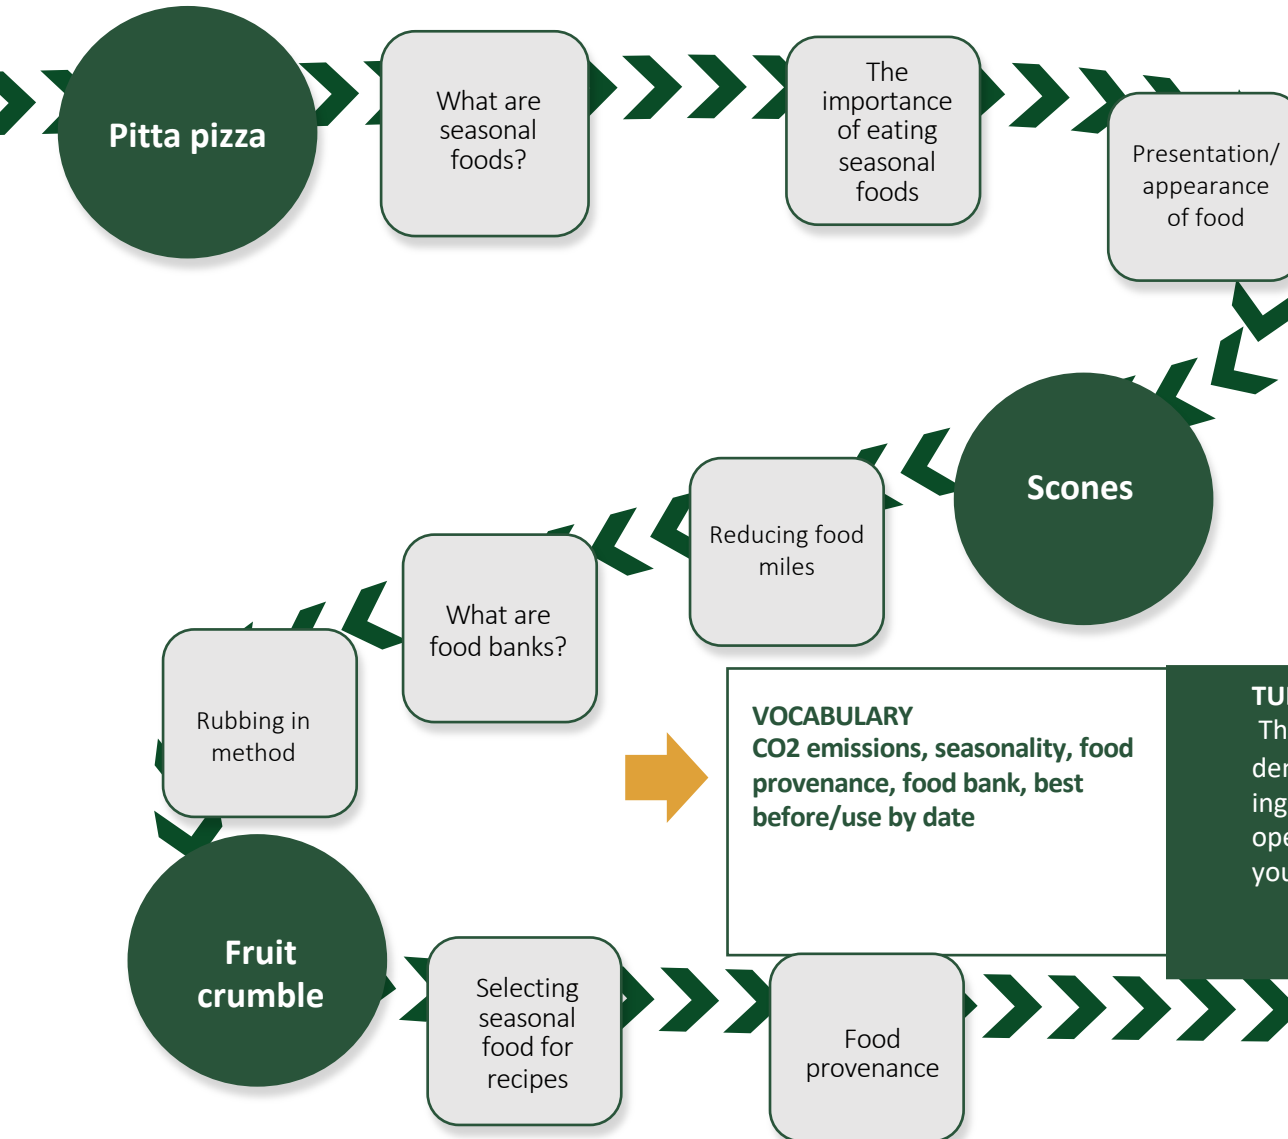 Pitta pizza
What are
seasonal
foods?
The
importance
of eating
seasonal
foods
Presentation/
appearance
of food
Scones
Reducing food
miles
What are
food banks?
Rubbing in
method
VOCABULARY
CO2 emissions, seasonality, food
provenance, food bank, best
before/use by date
Fruit
crumble
Selecting
seasonal
food for
recipes
Food
provenance